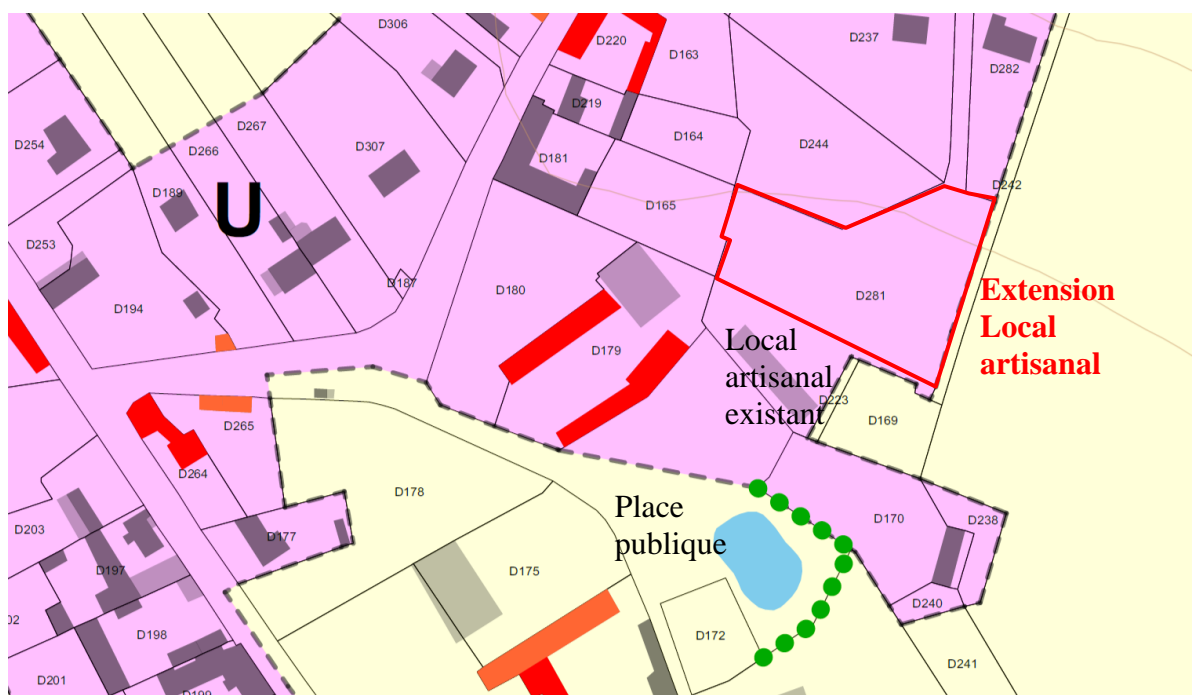 D306
D220
D163
D237
D282
D254
D267
D266
D307
D219
D181
D164
D244
D189
U
D165
D242
D253
D187
D180
D281
D194
Extension
Local
artisanal
D179
Local
artisanal
existant
D223
D169
D265
D264
D178
D203
D177
Place
publique
D170
D238
D197
D175
D240
02
D198
D172
D241
D201
D199